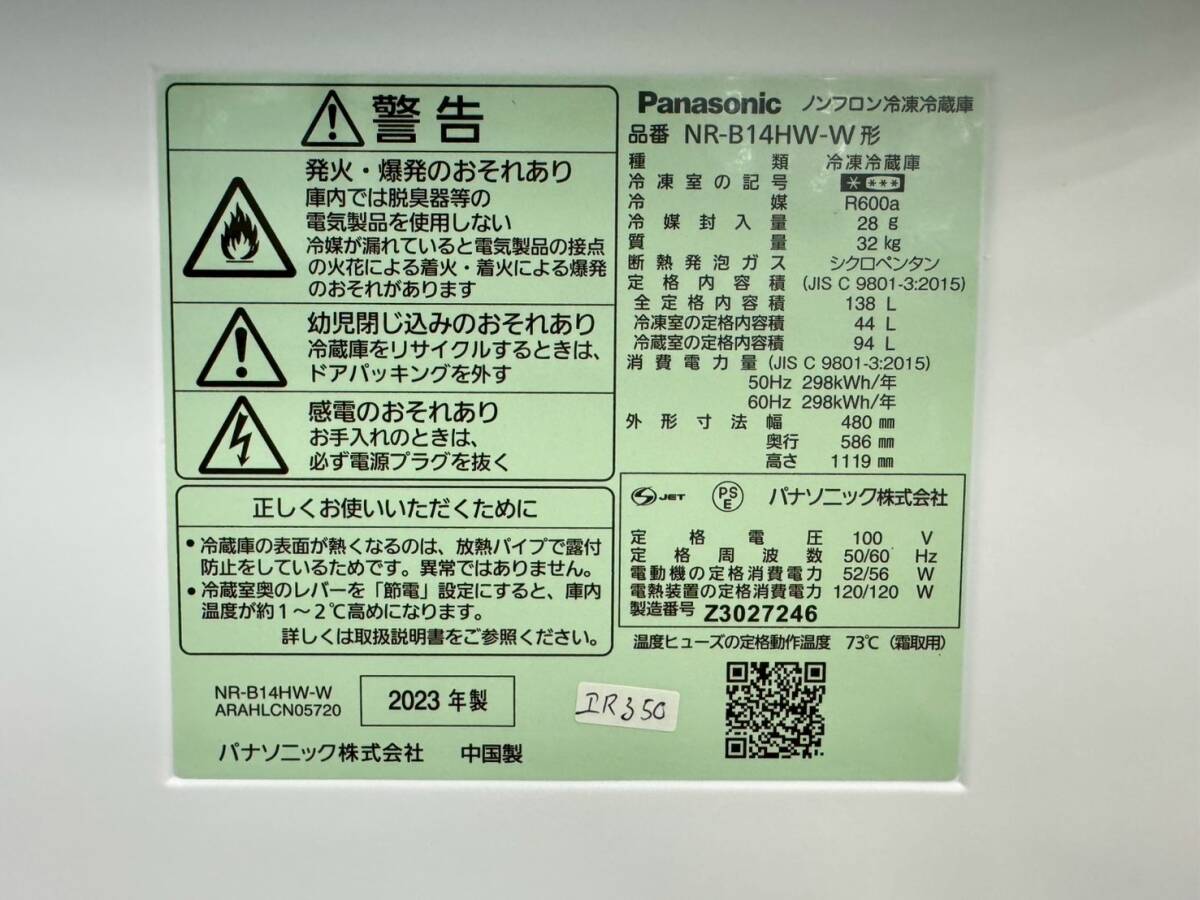 警告
発火・爆発のおそれあり
庫内では脱臭器等の
電気製品を使用しない
冷媒が漏れていると電気製品の接点
の火花による着火・着火による爆発
のおそれがあります
幼児閉じ込みのおそれあり
冷蔵庫をリサイクルするときは、
ドアパッキングを外す
感電のおそれあり
お手入れのときは、
必ず電源プラグを抜く
正しくお使いいただくために
• 冷蔵庫の表面が熱くなるのは、放熱パイプで露付
防止をしているためです。異常ではありません。
• 冷蔵室奥のレバーを「節電」設定にすると、庫内
温度が約1～2℃高めになります。
詳しくは取扱説明書をご参照ください。
NR-B14HW-W
ARAHLCN05720
2023年製
パナソニック株式会社 中国製
IR350
Panasonic ノンフロン冷凍冷蔵庫
品番 NR-B14HW-W形
種類 冷凍冷蔵庫
冷凍室の記号 * ***
冷媒 R600a
冷媒封入量 28 g
質量 32 kg
断熱発泡ガス シクロペンタン
定格内容積 (JIS C 9801-3:2015)
全定格内容積 138 L
冷凍室の定格内容積 44 L
冷蔵室の定格内容積 94 L
消費電力量 (JIS C 9801-3:2015)
50Hz 298kWh/年
60Hz 298kWh/年
外形寸法 幅 480 mm
奥行 586 mm
高さ 1119 mm
S JET PS E パナソニック株式会社
定格電圧 100 V
定格周波数 50/60 Hz
電動機の定格消費電力 52/56 W
電熱装置の定格消費電力 120/120 W
製造番号 Z3027246
温度ヒューズの定格動作温度 73℃（霜取用）